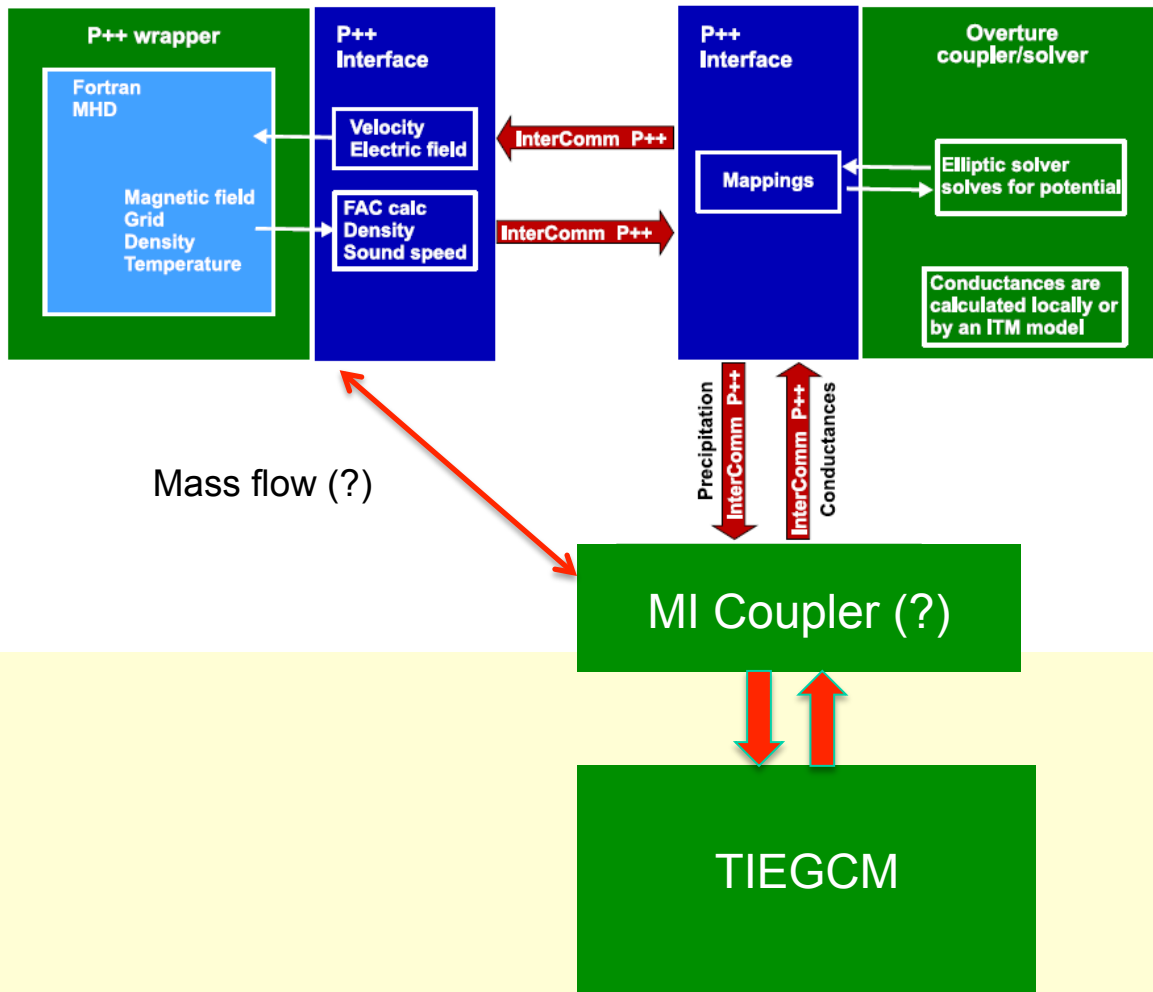 P++ wrapper
Fortran
MHD
Magnetic field
Grid
Density
Temperature
P++
Interface
Velocity
Electric field
FAC calc
Density
Sound speed
InterComm P++
InterComm P++
P++
Interface
Mappings
Overture
coupler/solver
Elliptic solver
solves for potential
Conductances are
calculated locally or
by an ITM model
Precipitation
InterComm P++
InterComm P++
Conductances
Mass flow (?)
MI Coupler (?)
TIEGCM